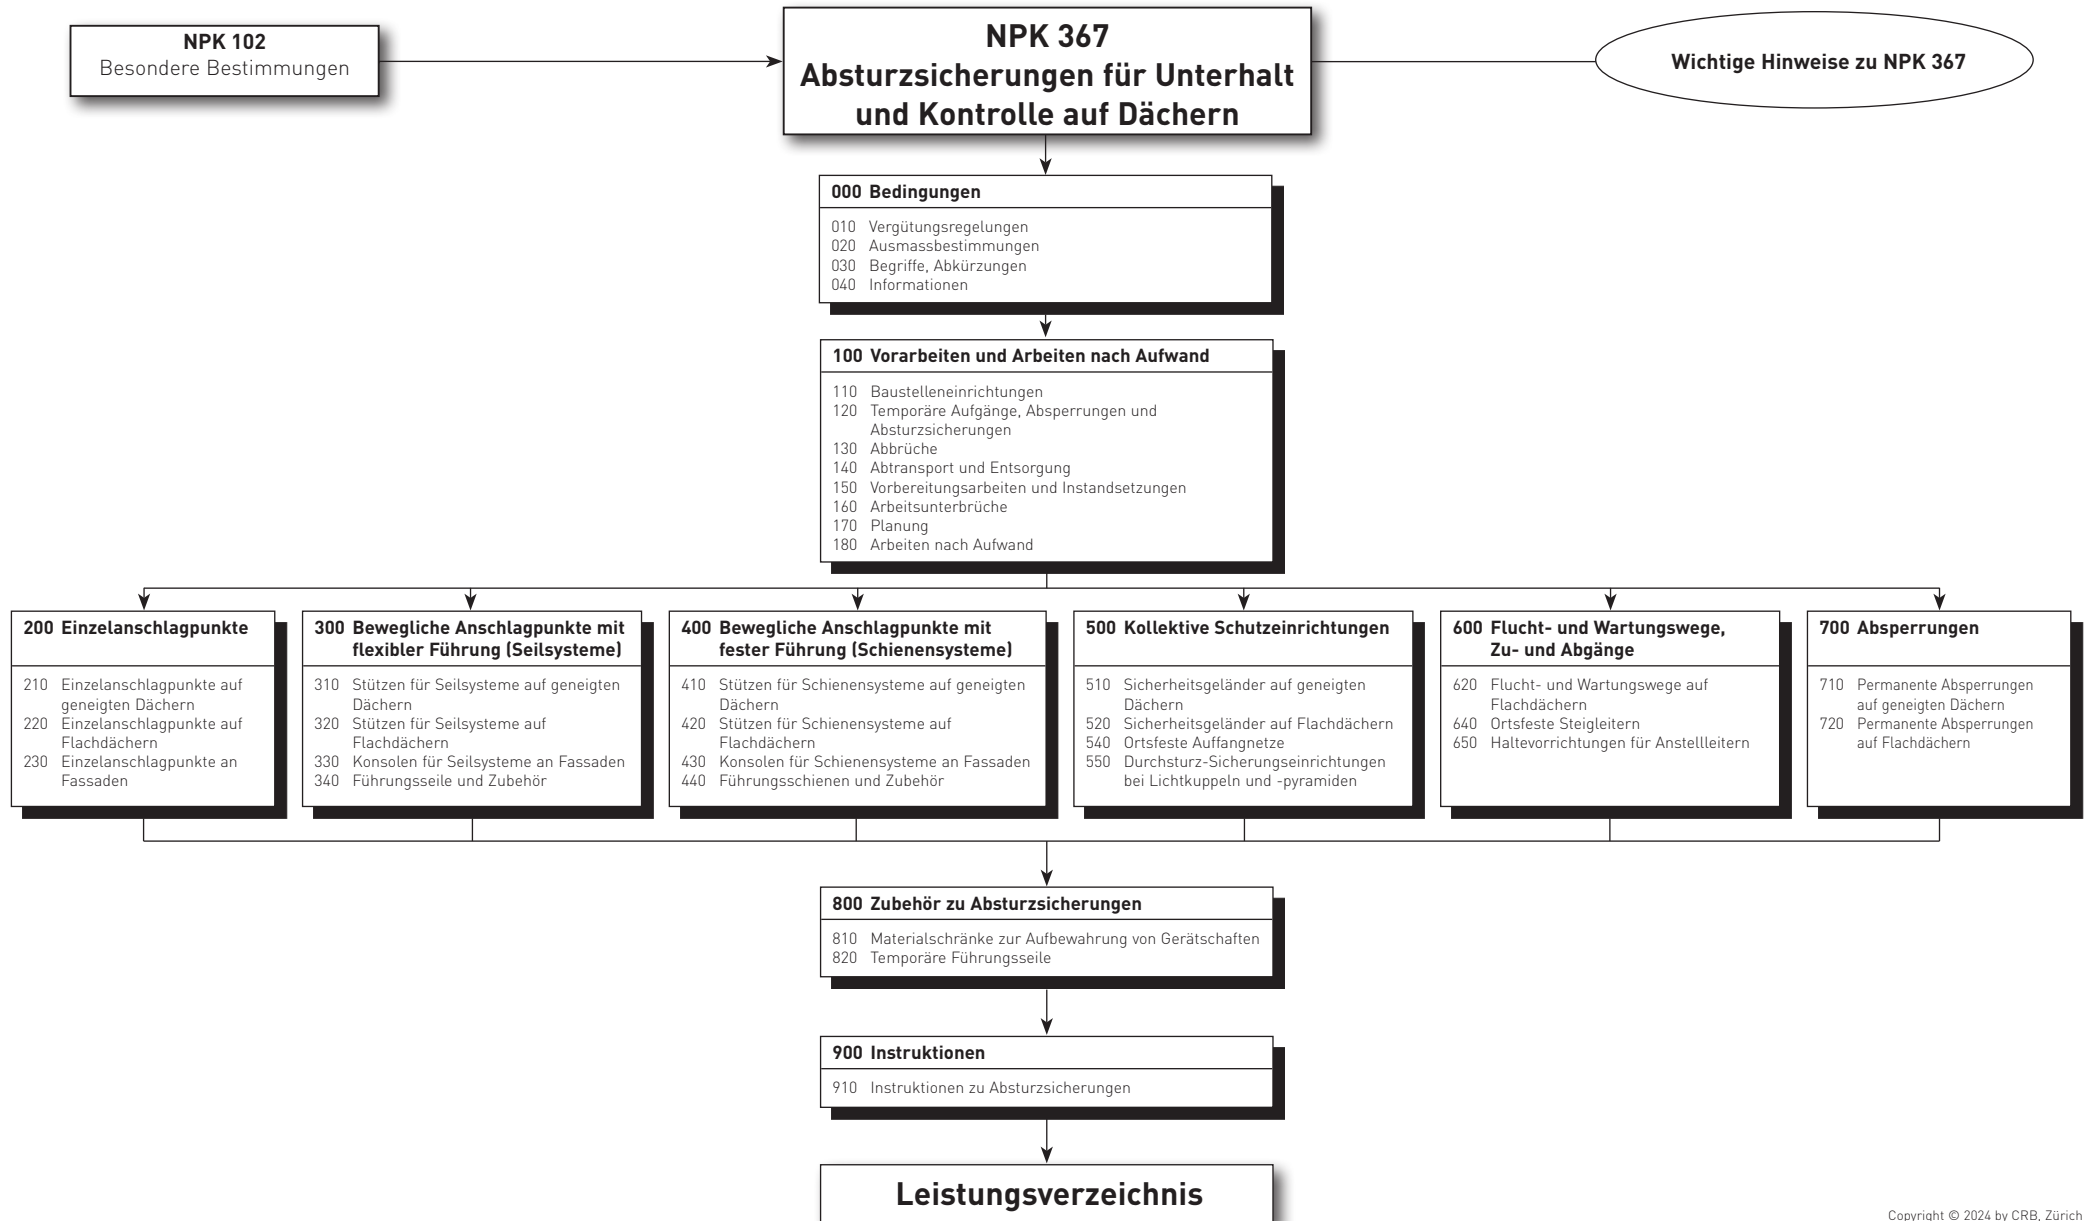 NPK 102
Besondere Bestimmungen
NPK 367
Absturzsicherungen für Unterhalt
und Kontrolle auf Dächern
Wichtige Hinweise zu NPK 367
000 Bedingungen
010 Vergütungsregelungen
020 Ausmassbestimmungen
030 Begriffe, Abkürzungen
040 Informationen
100 Vorarbeiten und Arbeiten nach Aufwand
110 Baustelleneinrichtungen
120 Temporäre Aufgänge, Absperrungen und
Absturzsicherungen
130 Abbrüche
140 Abtransport und Entsorgung
150 Vorbereitungsarbeiten und Instandsetzungen
160 Arbeitsunterbrüche
170 Planung
180 Arbeiten nach Aufwand
200 Einzelanschlagpunkte
210 Einzelanschlagpunkte auf
geneigten Dächern
220 Einzelanschlagpunkte auf
Flachdächern
230 Einzelanschlagpunkte an
Fassaden
300 Bewegliche Anschlagpunkte mit
flexibler Führung (Seilsysteme)
310 Stützen für Seilsysteme auf geneigten
Dächern
320 Stützen für Seilsysteme auf
Flachdächern
330 Konsolen für Seilsysteme an Fassaden
340 Führungsseile und Zubehör
400 Bewegliche Anschlagpunkte mit
fester Führung (Schienensysteme)
410 Stützen für Schienensysteme auf geneigten
Dächern
420 Stützen für Schienensysteme auf
Flachdächern
430 Konsolen für Schienensysteme an Fassaden
440 Führungsschienen und Zubehör
500 Kollektive Schutzeinrichtungen
510 Sicherheitsgeländer auf geneigten
Dächern
520 Sicherheitsgeländer auf Flachdächern
540 Ortsfeste Auffangnetze
550 Durchsturz-Sicherungseinrichtungen
bei Lichtkuppeln und -pyramiden
600 Flucht- und Wartungswege,
Zu- und Abgänge
620 Flucht- und Wartungswege auf
Flachdächern
640 Ortsfeste Steigleitern
650 Haltevorrichtungen für Anstellleitern
700 Absperrungen
710 Permanente Absperrungen
auf geneigten Dächern
720 Permanente Absperrungen
auf Flachdächern
800 Zubehör zu Absturzsicherungen
810 Materialschränke zur Aufbewahrung von Gerätschaften
820 Temporäre Führungsseile
900 Instruktionen
910 Instruktionen zu Absturzsicherungen
Leistungsverzeichnis
Copyright © 2024 by CRB, Zürich